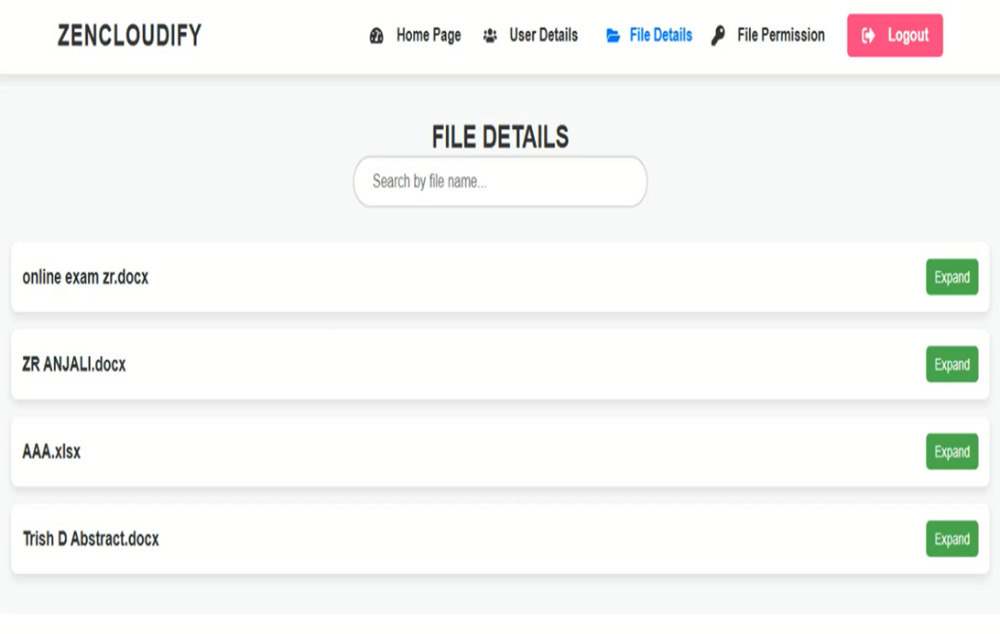 ZENCLOUDIFY
Home Page
User Details
File Details
File Permission
Logout
FILE DETAILS
Search by file name...
online exam zr.docx
Expand
ZR ANJALI.docx
Expand
AAA.xlsx
Expand
Trish D Abstract.docx
Expand